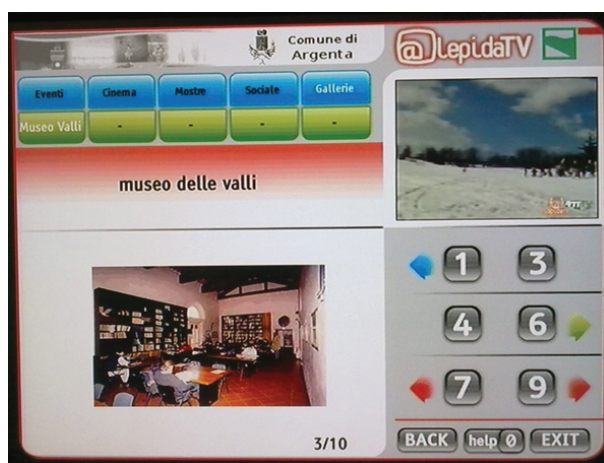 Comune di
Argenta
@LepidaTV
Eventi
Cinema
Mostre
Sociale
Gallerie
Museo Valli
-
-
-
-
museo delle valli
3/10
1
3
4
6
7
9
BACK
help 0
EXIT